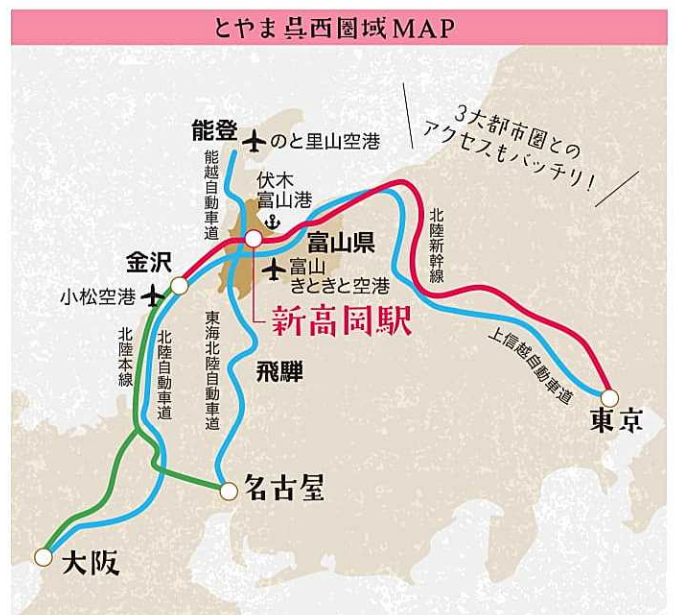 とやま呉西圏域MAP
3大都市圏との
アクセスもバッチリ!
能登
のと里山空港
能越自動車道
伏木
富山港
富山県
北陸新幹線
金沢
富山
きときと空港
小松空港
新高岡駅
北陸本線
北陸自動車道
東海北陸自動車道
飛騨
上信越自動車道
東京
名古屋
大阪